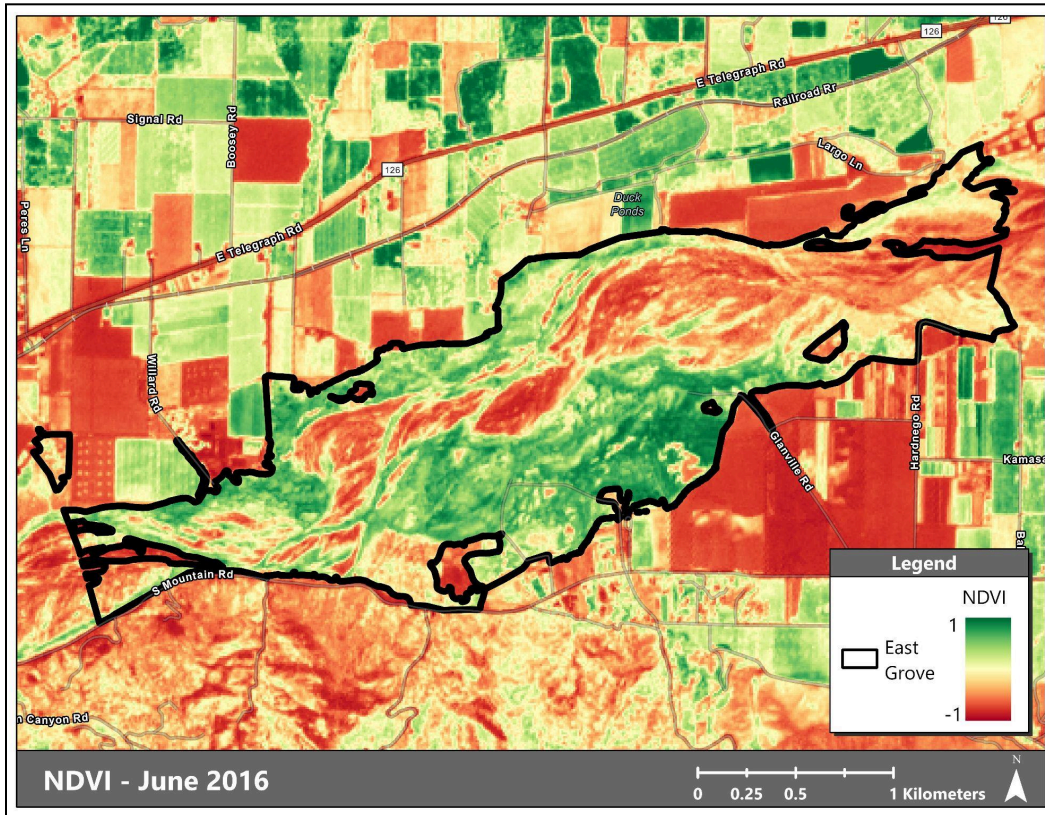 126
126
E Telegraph Rd
Railroad Rr
Signal Rd
Boosey Rd
Largo Ln
126
Duck
Ponds
Peres Ln
E Telegraph Rd
Willard Rd
Hardnego Rd
Glanville Rd
Kamasa
Ba
S Mountain Rd
n Canyon Rd
Legend
NDVI
1
-1
East
Grove
NDVI - June 2016
N
0 0.25 0.5 1 Kilometers